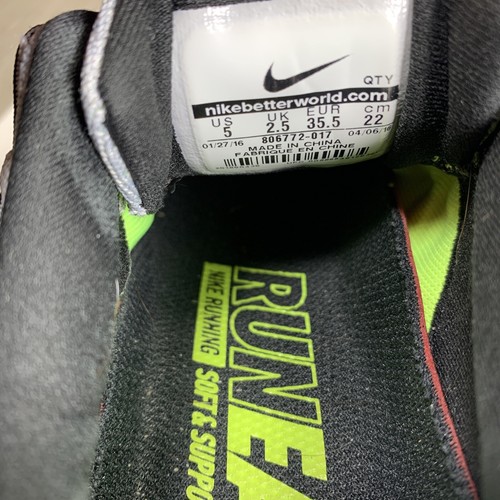 QTY
nikebetterworld.com
US UK EUR cm
5 2.5 35.5 22
01/27/16 806772-017 04/06/16
MADE IN CHINA
FABRIQUE EN CHINE
RUNEA
NIKE RUNNING
SOFT & SUPPO